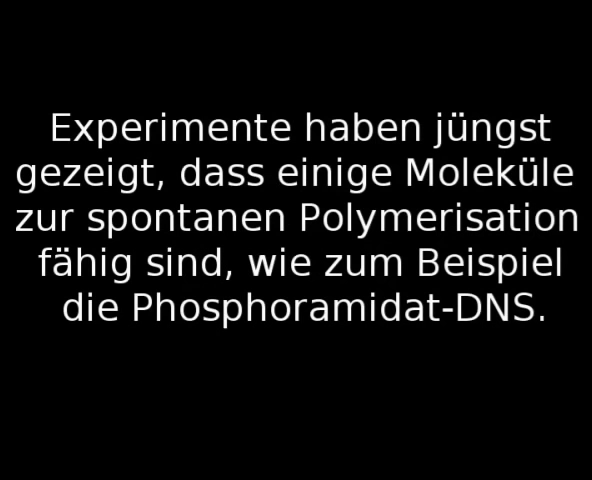 Experimente haben jüngst
gezeigt, dass einige Moleküle
zur spontanen Polymerisation
fähig sind, wie zum Beispiel
die Phosphoramidat-DNS.